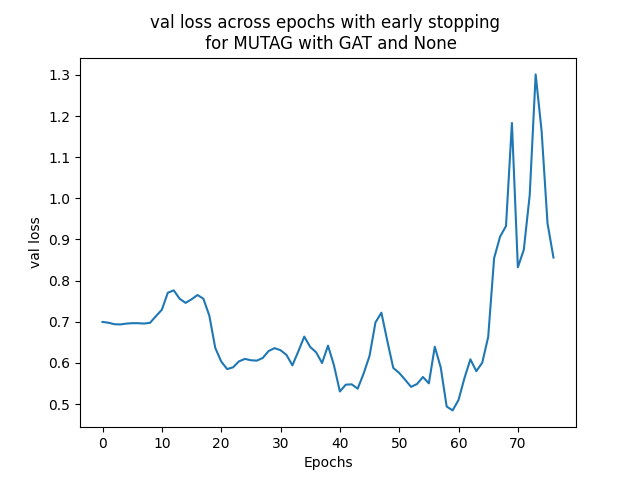 val loss across epochs with early stopping
for MUTAG with GAT and None
1.3
1.2
1.1
1.0
0.9
0.8
0.7
0.6
0.5
val loss
0 10 20 30 40 50 60 70
Epochs